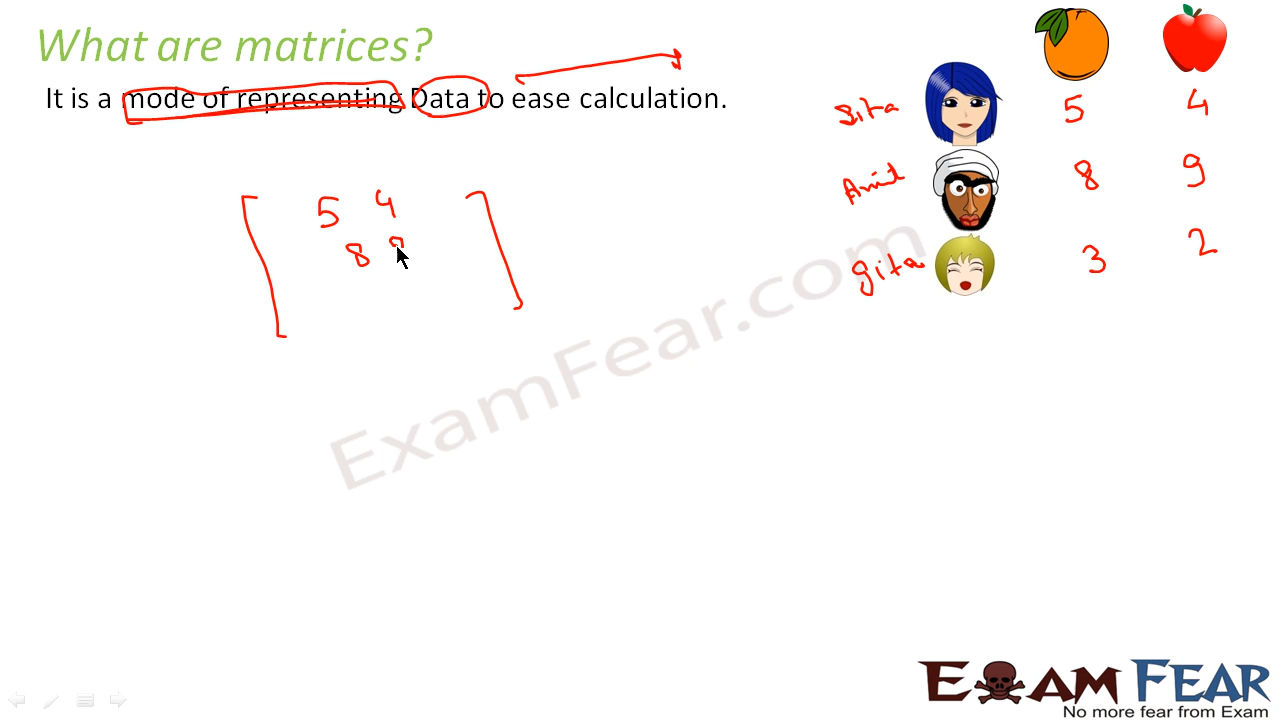 What are matrices?
It is a mode of representing Data to ease calculation.
Sita 5 4
Amit 8 9
gita 3 2
5 4
8 9
ExamFear.com
EXAM FEAR
No more fear from Exam